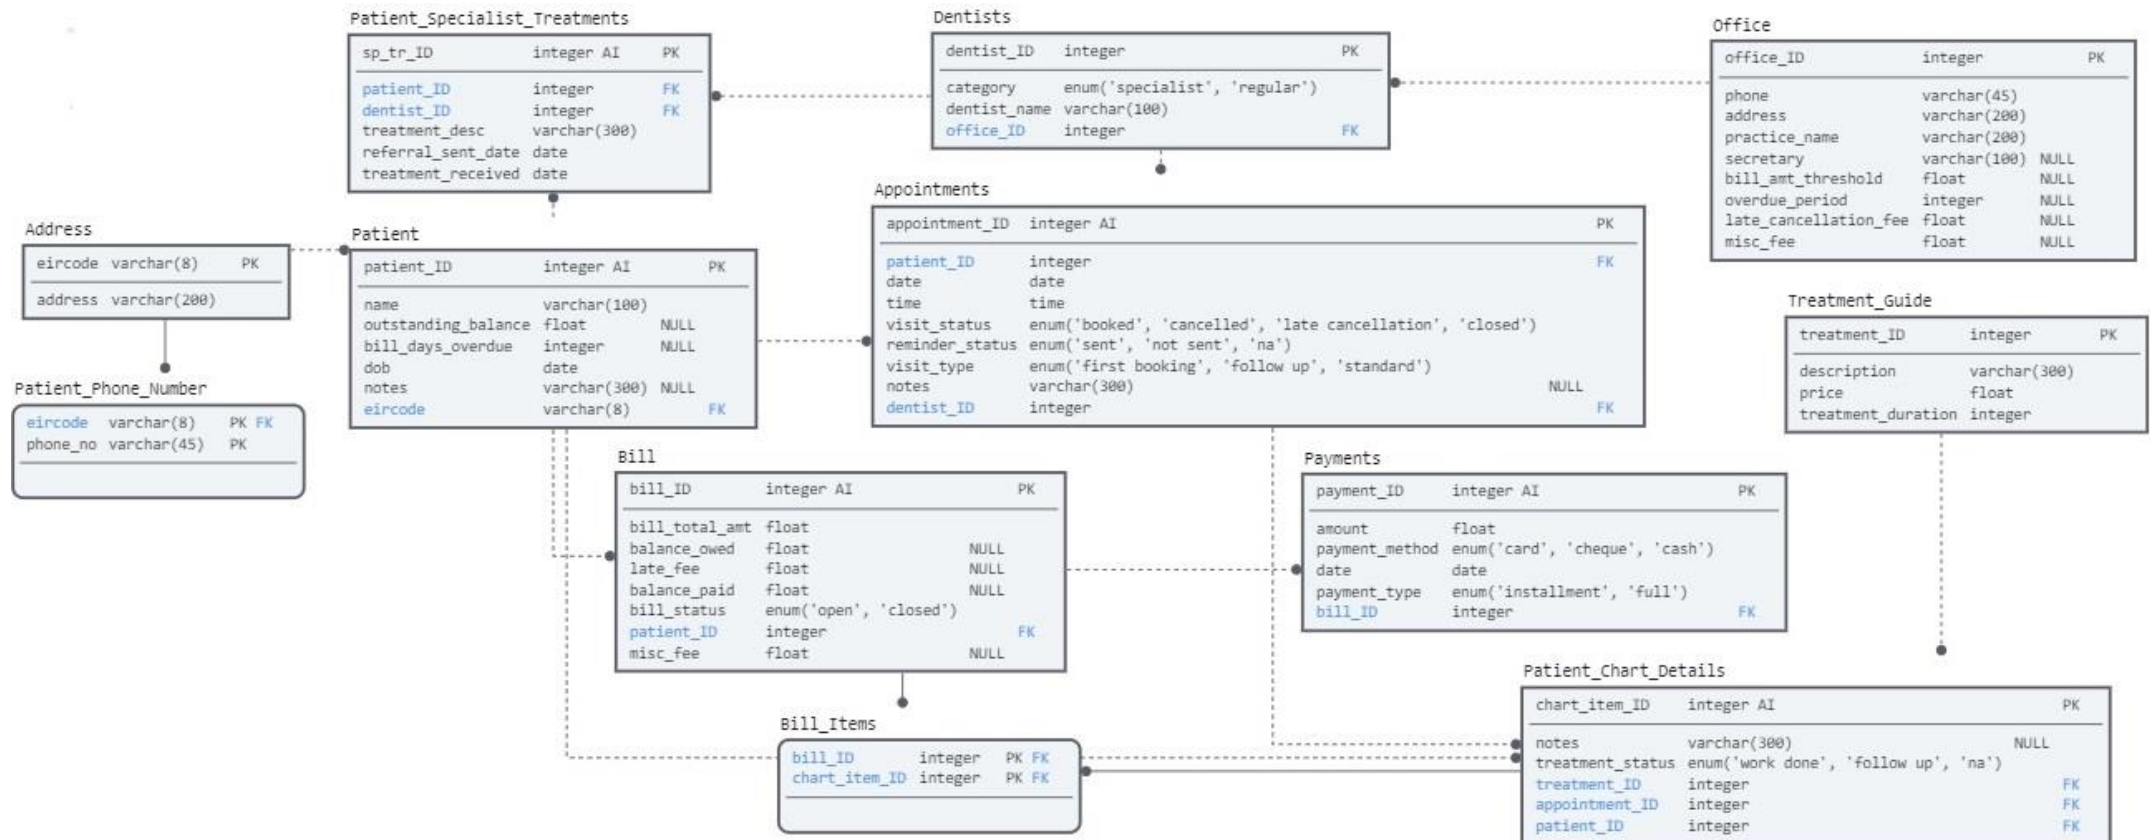 Patient_Specialist_Treatments
sp_tr_ID integer AI PK
patient_ID integer FK
dentist_ID integer FK
treatment_desc varchar(300)
referral_sent_date date
treatment_received date
Dentists
dentist_ID integer PK
category enum('specialist', 'regular')
dentist_name varchar(100)
office_ID integer FK
Office
office_ID integer PK
phone varchar(45)
address varchar(200)
practice_name varchar(200)
secretary varchar(100) NULL
bill_amt_threshold float NULL
overdue_period integer NULL
late_cancellation_fee float NULL
misc_fee float NULL
Address
eircode varchar(8) PK
address varchar(200)
Patient
patient_ID integer AI PK
name varchar(100)
outstanding_balance float NULL
bill_days_overdue integer NULL
dob date
notes varchar(300) NULL
eircode varchar(8) FK
Appointments
appointment_ID integer AI PK
patient_ID integer FK
date date
time time
visit_status enum('booked', 'cancelled', 'late cancellation', 'closed')
reminder_status enum('sent', 'not sent', 'na')
visit_type enum('first booking', 'follow up', 'standard')
notes varchar(300) NULL
dentist_ID integer FK
Treatment_Guide
treatment_ID integer PK
description varchar(300)
price float
treatment_duration integer
Patient_Phone_Number
eircode varchar(8) PK FK
phone_no varchar(45) PK
Bill
bill_ID integer AI PK
bill_total_amt float
balance_owed float NULL
late_fee float NULL
balance_paid float NULL
bill_status enum('open', 'closed')
patient_ID integer FK
misc_fee float NULL
Payments
payment_ID integer AI PK
amount float
payment_method enum('card', 'cheque', 'cash')
date date
payment_type enum('installment', 'full')
bill_ID integer FK
Bill_Items
bill_ID integer PK FK
chart_item_ID integer PK FK
Patient_Chart_Details
chart_item_ID integer AI PK
notes varchar(300) NULL
treatment_status enum('work done', 'follow up', 'na')
treatment_ID integer FK
appointment_ID integer FK
patient_ID integer FK